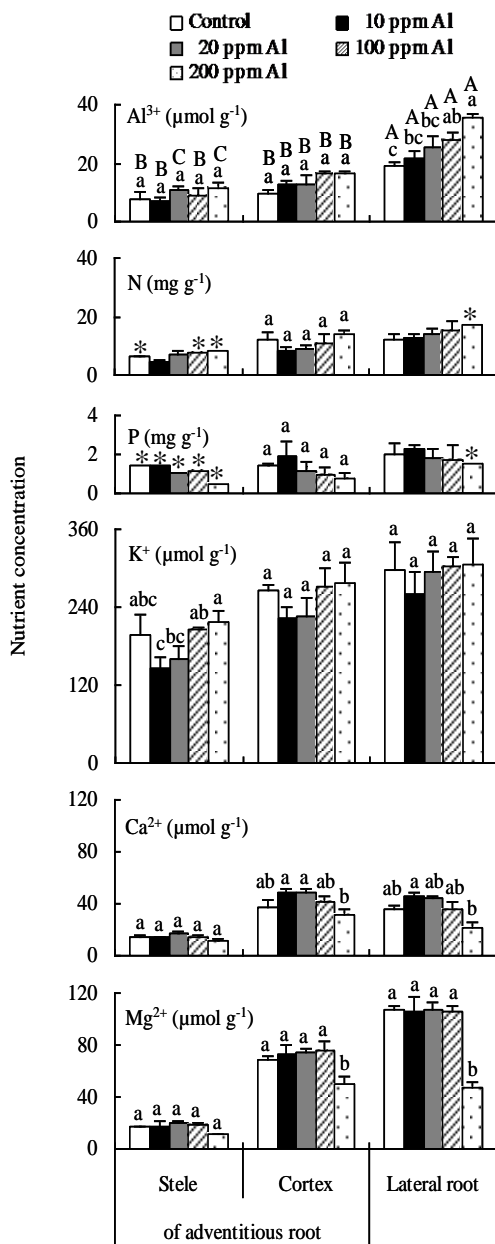 Control 10 ppm Al
20 ppm Al 100 ppm Al
200 ppm Al
Nutrient concentration
Al³⁺ (µmol g⁻¹)
40
20
0
B B C B C B B B B B A A A A A
a a a a a a a a a a c bc bc ab a
N (mg g⁻¹)
40
20
0
* * * a a a a a *
P (mg g⁻¹)
4
2
0
* * * * * a a a a a *
K⁺ (µmol g⁻¹)
360
240
120
0
abc c bc ab a a a a a a a a a a a
Ca²⁺ (µmol g⁻¹)
120
80
40
0
a a a a a ab a a ab b ab a ab ab b
Mg²⁺ (µmol g⁻¹)
120
80
40
0
a a a a a a a a a b a a a a b
Stele Cortex Lateral root
of adventitious root